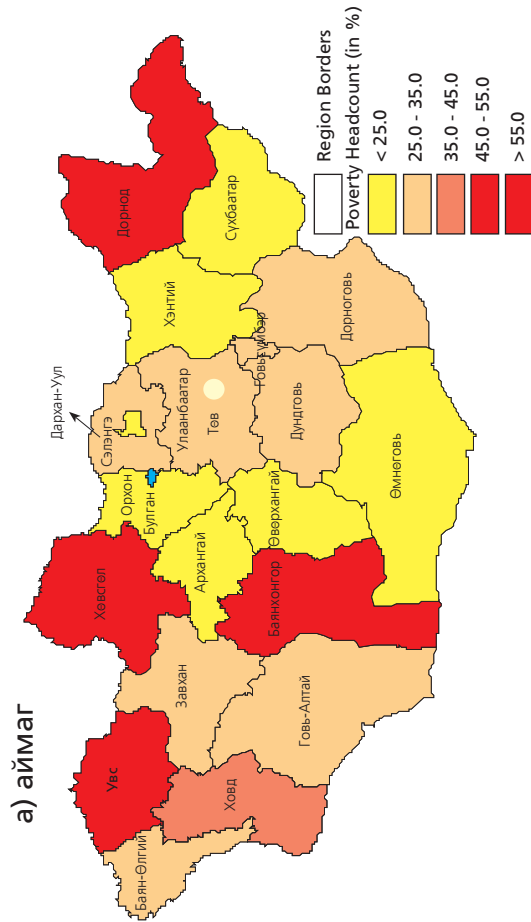 а) аймаг
Баян-Өлгий
Увс
Ховд
Завхан
Говь-Алтай
Хөвсгөл
Архангай
Баянхонгор
Орхон
Булган
Өвөрхангай
Өмнөговь
Дархан-Уул
Сэлэнгэ
Улаанбаатар
Төв
Дундговь
Говьсүмбэр
Дорноговь
Хэнтий
Дорнод
Сүхбаатар
Region Borders
Poverty Headcount (in %)
< 25.0
25.0 - 35.0
35.0 - 45.0
45.0 - 55.0
> 55.0